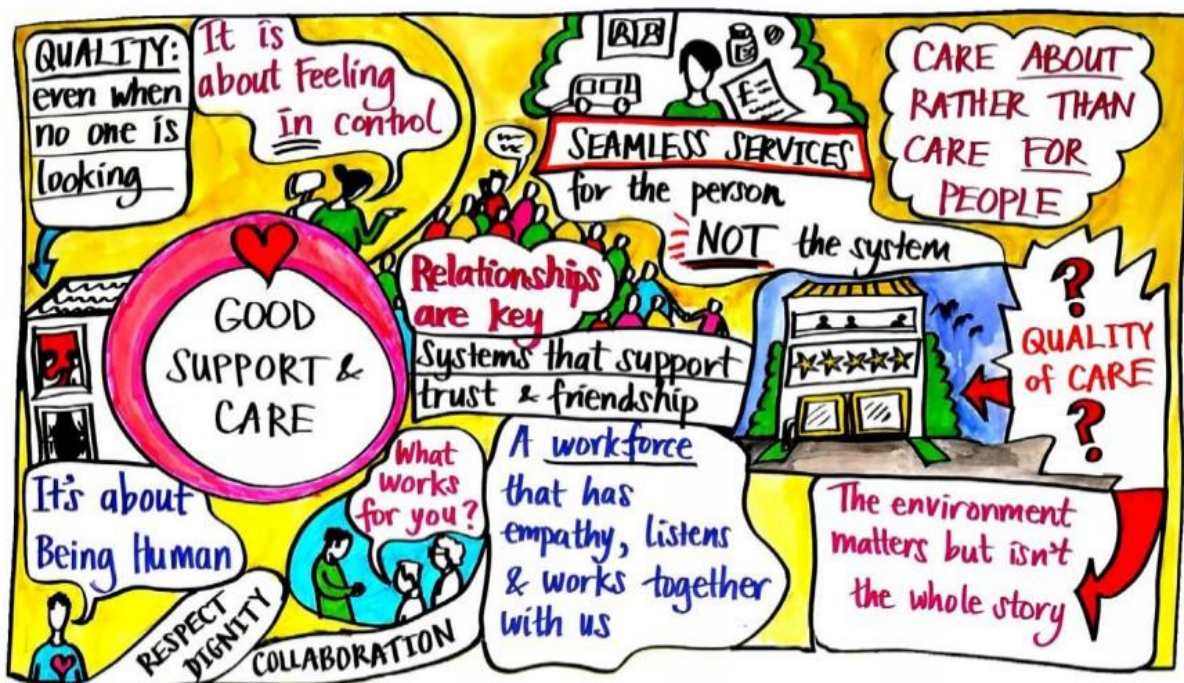 QUALITY:
even when
no one is
looking
It is
about Feeling
in control
SEAMLESS SERVICES
for the person
NOT the system
CARE ABOUT
RATHER THAN
CARE FOR
PEOPLE
GOOD
SUPPORT &
CARE
Relationships
are key
Systems that support
trust & friendship
?
QUALITY
of CARE
?
It's about
Being Human
RESPECT
DIGNITY
COLLABORATION
What
works
for you?
A workforce
that has
empathy, listens
& works together
with us
The environment
matters but isn't
the whole story
£